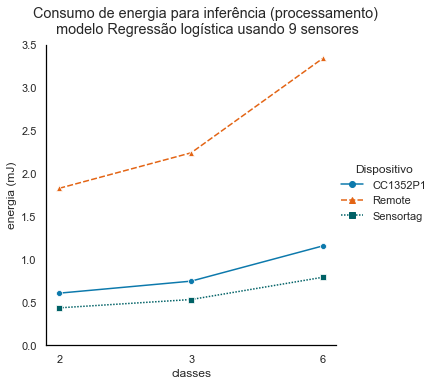 Consumo de energia para inferência (processamento)
modelo Regressão logística usando 9 sensores
3.5
3.0
2.5
2.0
1.5
1.0
0.5
0.0
energia (mJ)
2
3
6
classes
Dispositivo
CC1352P1
Remote
Sensortag